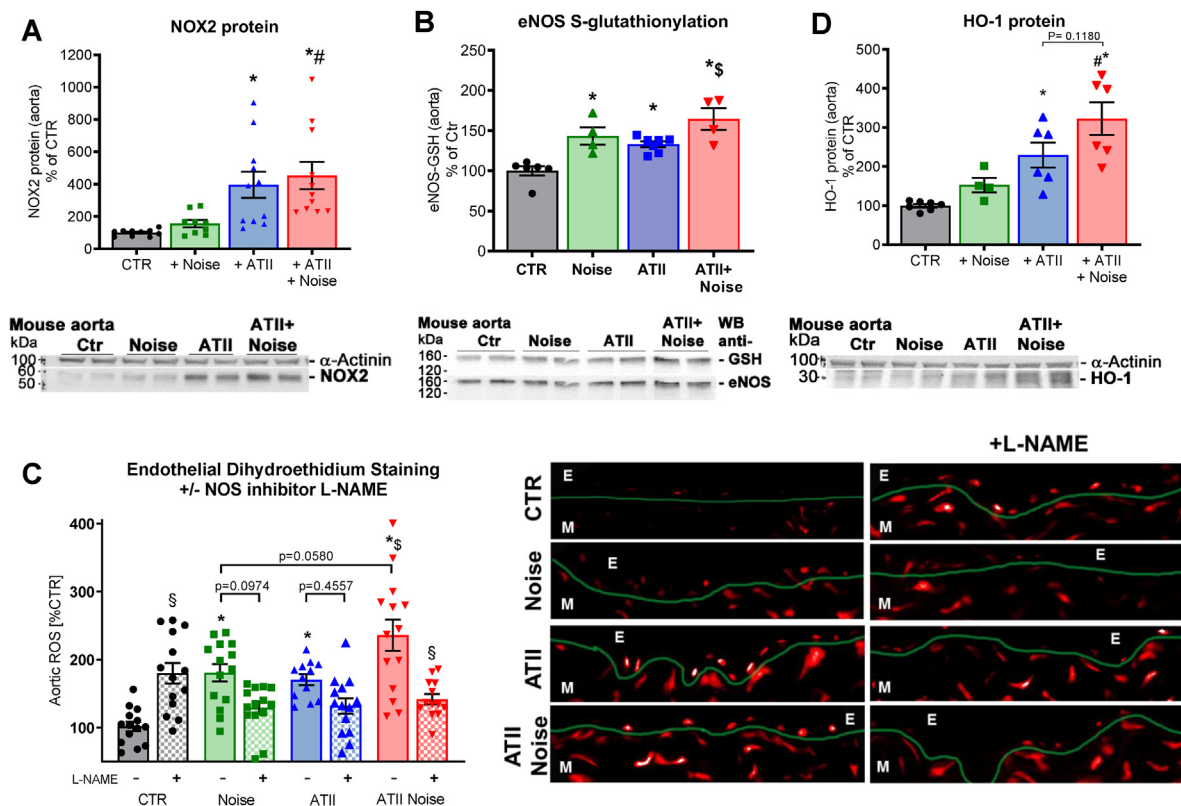 A
NOX2 protein
NOX2 protein (aorta)
% of CTR
1200
1000
800
600
400
200
0
*
*#
CTR
+ Noise
+ ATII
+ ATII
+ Noise
Mouse aorta
ATII+
kDa
Ctr
Noise
ATII
Noise
100
60
50
α-Actinin
NOX2
B
eNOS S-glutathionylation
eNOS-GSH (aorta)
% of Ctr
250
200
150
100
50
0
*
*
*$
CTR
Noise
ATII
ATII+
Noise
Mouse aorta
ATII+
WB
kDa
Ctr
Noise
ATII
Noise
anti-
160
120
160
120
GSH
eNOS
D
HO-1 protein
P= 0.1180
HO-1 protein (aorta)
% of CTR
500
400
300
200
100
0
*
#*
CTR
+ Noise
+ ATII
+ ATII
+ Noise
Mouse aorta
ATII+
kDa
Ctr
Noise
ATII
Noise
100
30
α-Actinin
HO-1
C
Endothelial Dihydroethidium Staining
+/- NOS inhibitor L-NAME
Aortic ROS [%CTR]
400
300
200
100
p=0.0580
p=0.0974
p=0.4557
§
*
*
*$
§
L-NAME
- + - + - + - +
CTR
Noise
ATII
ATII Noise
+L-NAME
CTR
E
M
E
M
Noise
E
M
E
M
ATII
E
M
E
M
ATII
Noise
E
M
E
M